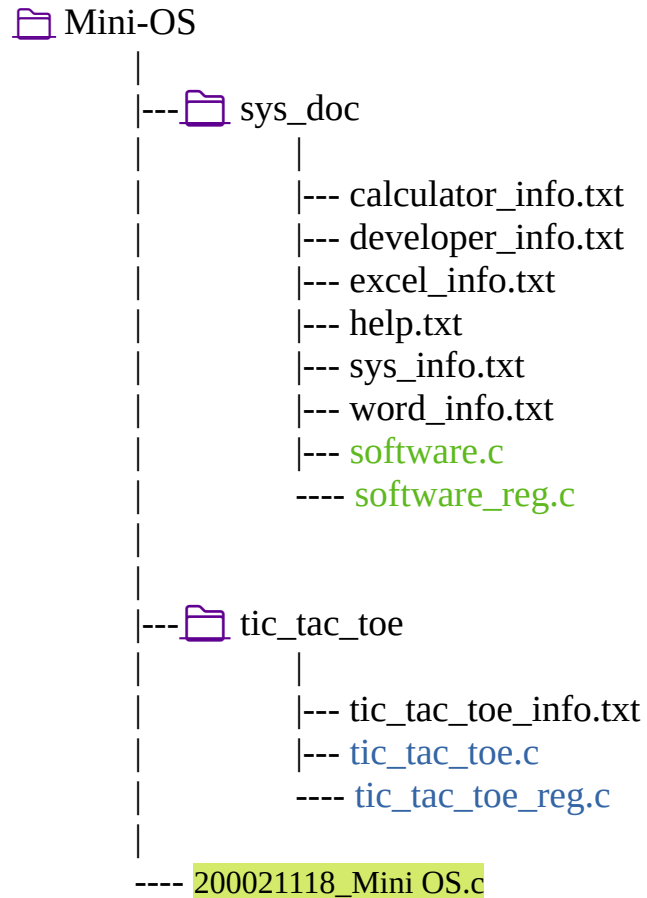 Mini-OS
|
|--- sys_doc
| |
| |--- calculator_info.txt
| |--- developer_info.txt
| |--- excel_info.txt
| |--- help.txt
| |--- sys_info.txt
| |--- word_info.txt
| |--- software.c
| ---- software_reg.c
|
|
|--- tic_tac_toe
| |
| |--- tic_tac_toe_info.txt
| |--- tic_tac_toe.c
| ---- tic_tac_toe_reg.c
|
---- 200021118_Mini OS.c